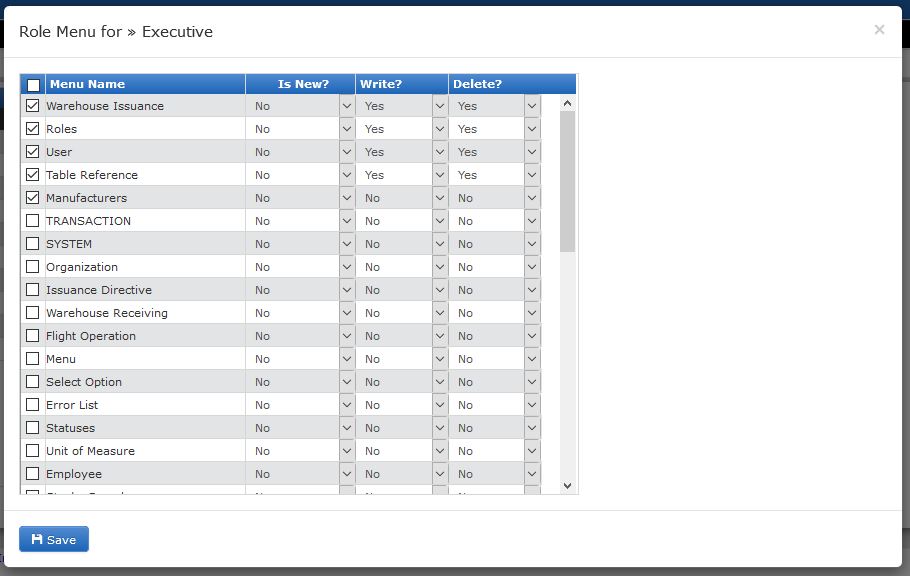 Role Menu for » Executive ×
Menu Name Is New? Write? Delete?
Warehouse Issuance No Yes Yes
Roles No Yes Yes
User No Yes Yes
Table Reference No Yes Yes
Manufacturers No No No
TRANSACTION No No No
SYSTEM No No No
Organization No No No
Issuance Directive No No No
Warehouse Receiving No No No
Flight Operation No No No
Menu No No No
Select Option No No No
Error List No No No
Statuses No No No
Unit of Measure No No No
Employee No No No
Save